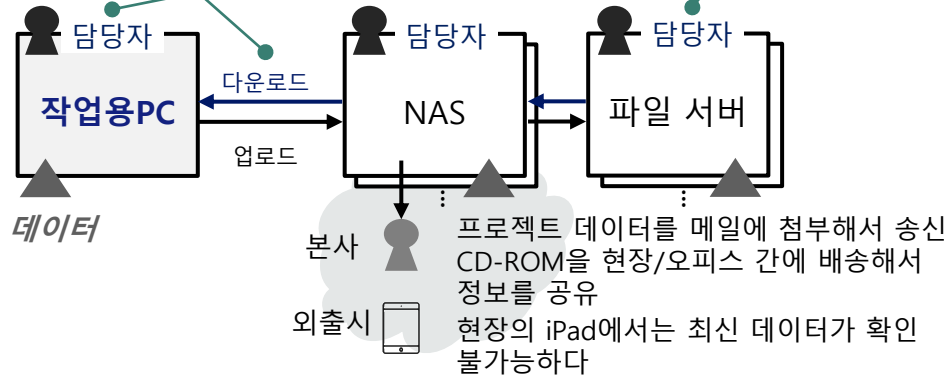 담당자
담당자
담당자
다운로드
작업용PC
NAS
파일 서버
업로드
데이터
본사
프로젝트 데이터를 메일에 첨부해서 송신
CD-ROM을 현장/오피스 간에 배송해서
정보를 공유
외출시
현장의 iPad에서는 최신 데이터가 확인
불가능하다